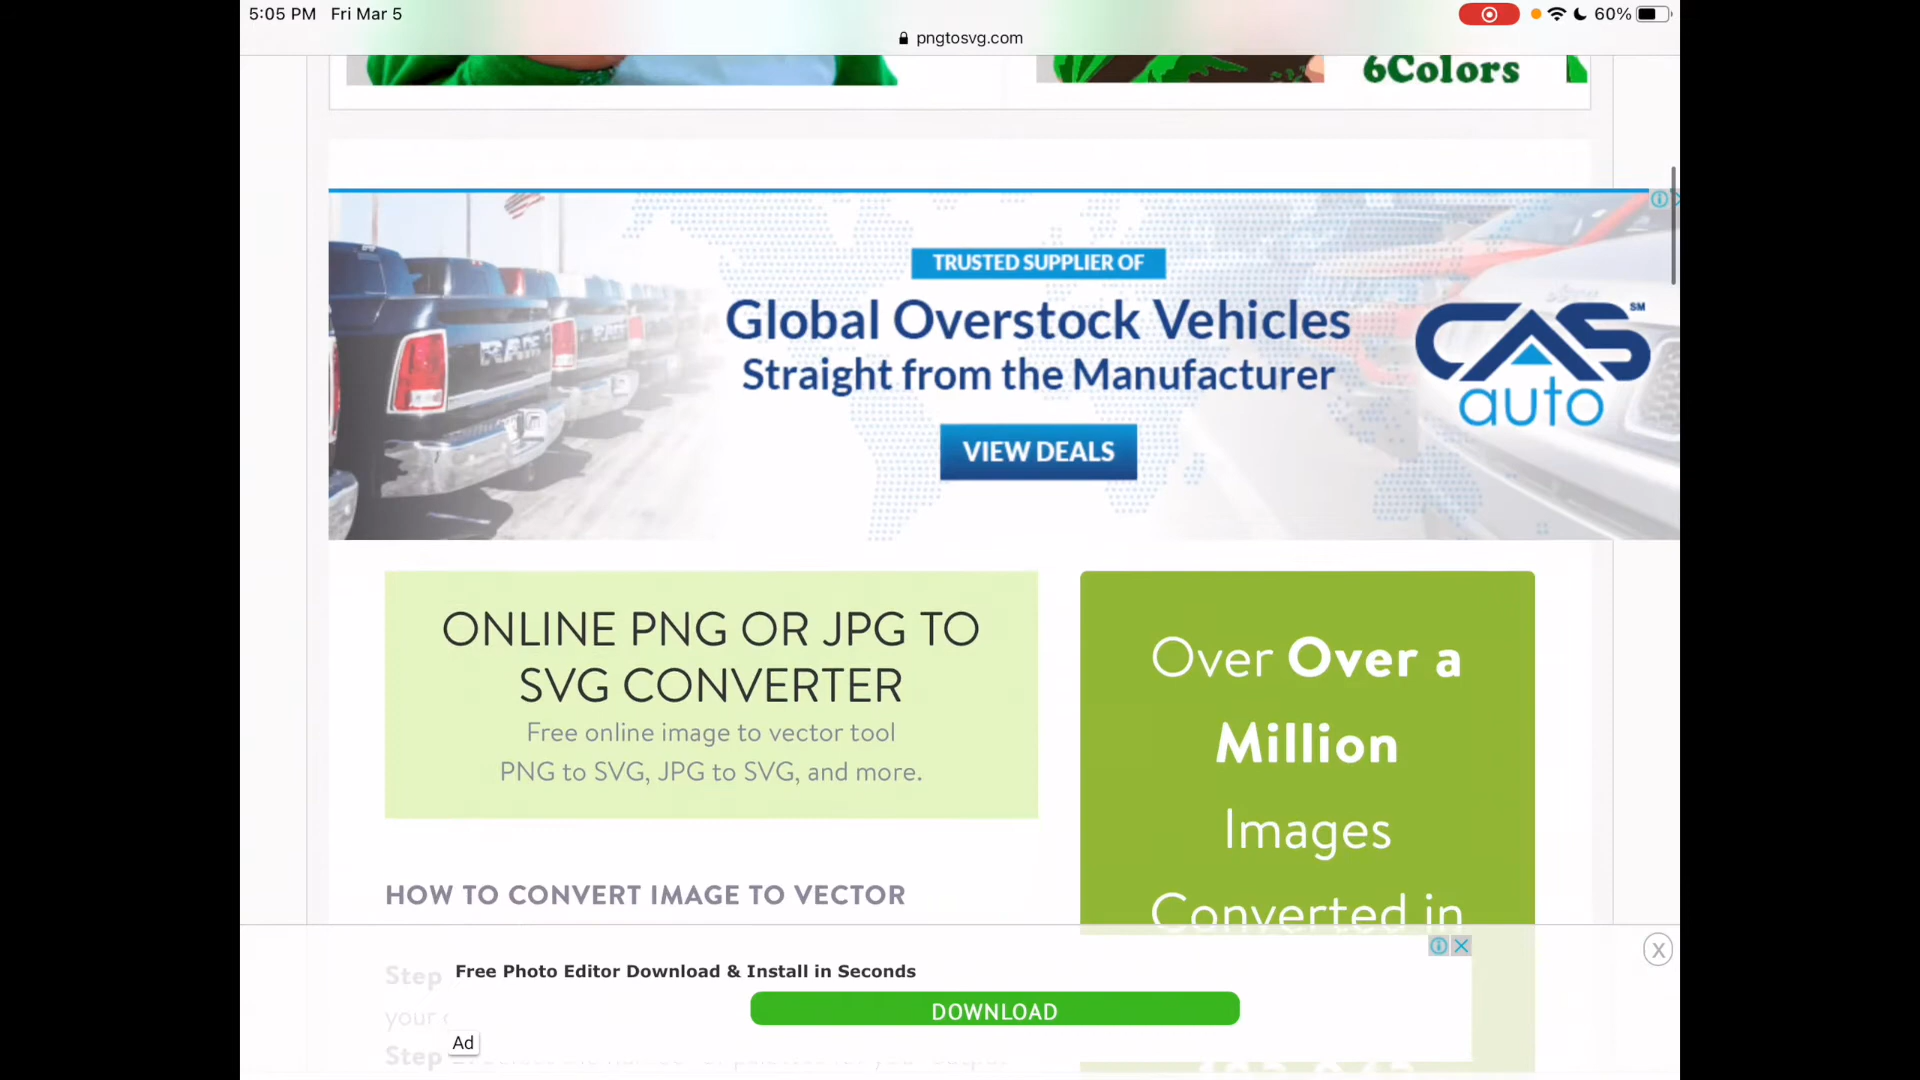 5:05 PM Fri Mar 5
60%
pngtosvg.com
6Colors
TRUSTED SUPPLIER OF
Global Overstock Vehicles
Straight from the Manufacturer
VIEW DEALS
CAS SM
auto
RAM
ONLINE PNG OR JPG TO
SVG CONVERTER
Free online image to vector tool
PNG to SVG, JPG to SVG, and more.
Over Over a
Million
Images
Converted in
HOW TO CONVERT IMAGE TO VECTOR
Step
your
Step
Free Photo Editor Download & Install in Seconds
DOWNLOAD
Ad
X